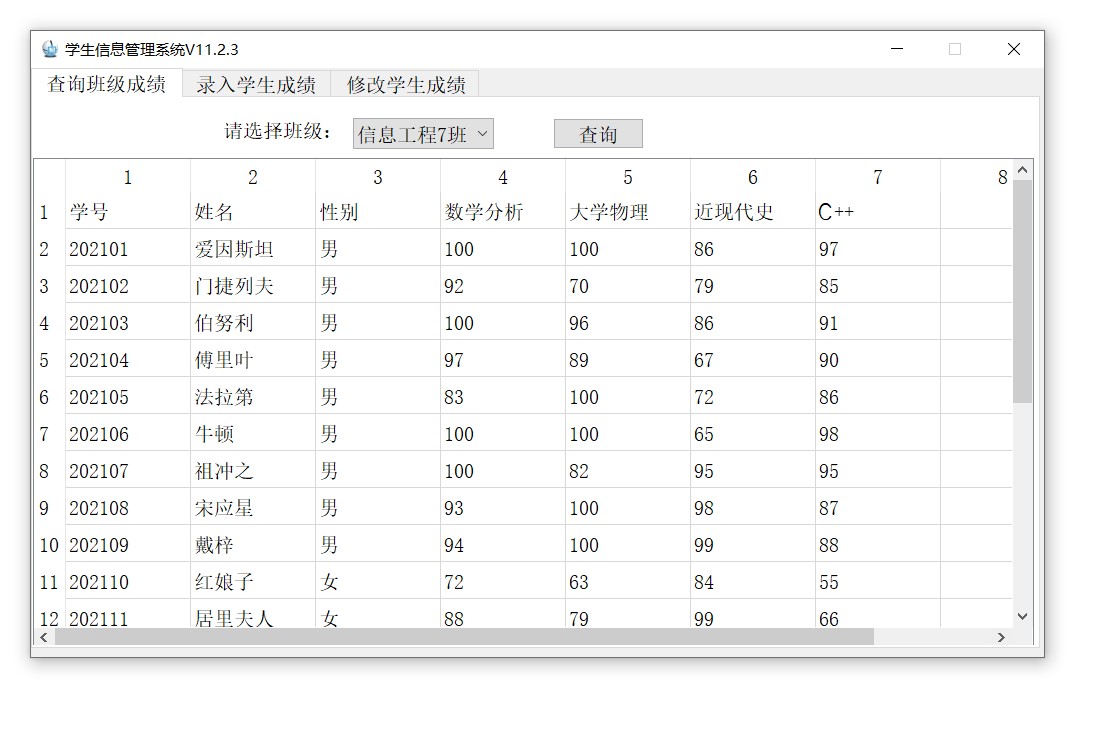 学生信息管理系统V11.2.3
查询班级成绩 录入学生成绩 修改学生成绩
请选择班级： 信息工程7班 查询
1 2 3 4 5 6 7 8
1 学号 姓名 性别 数学分析 大学物理 近现代史 C++
2 202101 爱因斯坦 男 100 100 86 97
3 202102 门捷列夫 男 92 70 79 85
4 202103 伯努利 男 100 96 86 91
5 202104 傅里叶 男 97 89 67 90
6 202105 法拉第 男 83 100 72 86
7 202106 牛顿 男 100 100 65 98
8 202107 祖冲之 男 100 82 95 95
9 202108 宋应星 男 93 100 98 87
10 202109 戴梓 男 94 100 99 88
11 202110 红娘子 女 72 63 84 55
12 202111 居里夫人 女 88 79 99 66